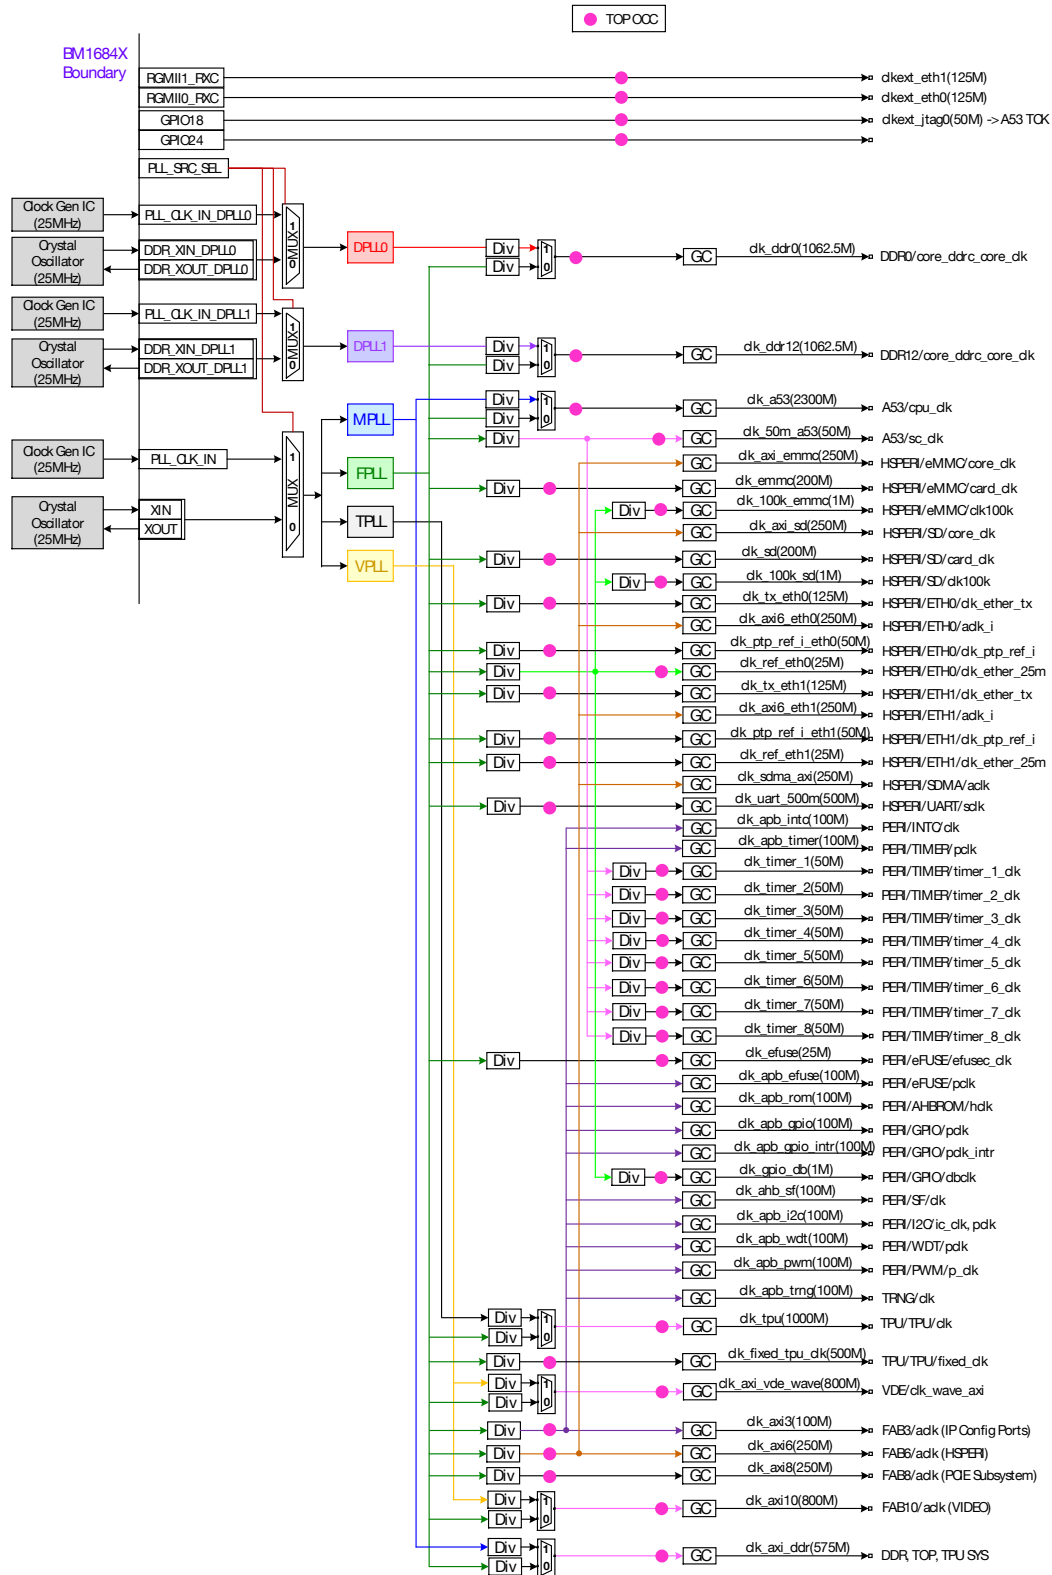 TOP OCC
BM1684X
Boundary
RGMII1_RXC
clkext_eth1(125M)
RGMII0_RXC
clkext_eth0(125M)
GPIO18
clkext_jtag0(50M) -> A53 TCK
GPIO24
PLL_SRC_SEL
Clock Gen IC
(25MHz)
PLL_CLK_IN_DPLL0
Crystal
Oscillator
(25MHz)
DDR_XIN_DPLL0
DDR_XOUT_DPLL0
1
MUX
0
DPLL0
Div
Div
1
0
GC
clk_ddr0(1062.5M)
DDR0/core_ddrc_core_clk
Clock Gen IC
(25MHz)
PLL_CLK_IN_DPLL1
Crystal
Oscillator
(25MHz)
DDR_XIN_DPLL1
DDR_XOUT_DPLL1
1
MUX
0
DPLL1
Div
Div
1
0
GC
clk_ddr12(1062.5M)
DDR12/core_ddrc_core_clk
Clock Gen IC
(25MHz)
PLL_CLK_IN
Crystal
Oscillator
(25MHz)
XIN
XOUT
1
MUX
0
MPLL
FPLL
TPLL
VPLL
Div
Div
1
0
GC
clk_a53(2300M)
A53/cpu_clk
Div
GC
clk_50m_a53(50M)
A53/sc_clk
GC
clk_axi_emmc(250M)
HSPERI/eMMC/core_clk
Div
GC
clk_emmc(200M)
HSPERI/eMMC/card_clk
Div
GC
clk_100k_emmc(1M)
HSPERI/eMMC/clk100k
GC
clk_axi_sd(250M)
HSPERI/SD/core_clk
Div
GC
clk_sd(200M)
HSPERI/SD/card_clk
Div
GC
clk_100k_sd(1M)
HSPERI/SD/clk100k
Div
GC
clk_tx_eth0(125M)
HSPERI/ETH0/clk_ether_tx
GC
clk_axi6_eth0(250M)
HSPERI/ETH0/aclk_i
Div
GC
clk_ptp_ref_i_eth0(50M)
HSPERI/ETH0/clk_ptp_ref_i
Div
GC
clk_ref_eth0(25M)
HSPERI/ETH0/clk_ether_25m
Div
GC
clk_tx_eth1(125M)
HSPERI/ETH1/clk_ether_tx
GC
clk_axi6_eth1(250M)
HSPERI/ETH1/aclk_i
Div
GC
clk_ptp_ref_i_eth1(50M)
HSPERI/ETH1/clk_ptp_ref_i
Div
GC
clk_ref_eth1(25M)
HSPERI/ETH1/clk_ether_25m
GC
clk_sdma_axi(250M)
HSPERI/SDMA/aclk
Div
GC
clk_uart_500m(500M)
HSPERI/UART/sclk
GC
clk_apb_intc(100M)
PERI/INTC/clk
GC
clk_apb_timer(100M)
PERI/TIMER/pclk
Div
GC
clk_timer_1(50M)
PERI/TIMER/timer_1_clk
Div
GC
clk_timer_2(50M)
PERI/TIMER/timer_2_clk
Div
GC
clk_timer_3(50M)
PERI/TIMER/timer_3_clk
Div
GC
clk_timer_4(50M)
PERI/TIMER/timer_4_clk
Div
GC
clk_timer_5(50M)
PERI/TIMER/timer_5_clk
Div
GC
clk_timer_6(50M)
PERI/TIMER/timer_6_clk
Div
GC
clk_timer_7(50M)
PERI/TIMER/timer_7_clk
Div
GC
clk_timer_8(50M)
PERI/TIMER/timer_8_clk
Div
GC
clk_efuse(25M)
PERI/eFUSE/efusec_clk
GC
clk_apb_efuse(100M)
PERI/eFUSE/pclk
GC
clk_apb_rom(100M)
PERI/AHBROM/hclk
GC
clk_apb_gpio(100M)
PERI/GPIO/pclk
GC
clk_apb_gpio_intr(100M)
PERI/GPIO/pclk_intr
Div
GC
clk_gpio_db(1M)
PERI/GPIO/dbclk
GC
clk_ahb_sf(100M)
PERI/SF/clk
GC
clk_apb_i2c(100M)
PERI/I2C/ic_clk, pclk
GC
clk_apb_wdt(100M)
PERI/WDT/pclk
GC
clk_apb_pwm(100M)
PERI/PWM/p_clk
GC
clk_apb_trng(100M)
TRNG/clk
Div
Div
1
0
GC
clk_tpu(1000M)
TPU/TPU/clk
Div
GC
clk_fixed_tpu_clk(500M)
TPU/TPU/fixed_clk
Div
Div
1
0
GC
clk_axi_vde_wave(800M)
VDE/clk_wave_axi
Div
GC
clk_axi3(100M)
FAB3/aclk (IP Config Ports)
Div
GC
clk_axi6(250M)
FAB6/aclk (HSPERI)
Div
GC
clk_axi8(250M)
FAB8/aclk (PCIE Subsystem)
Div
Div
1
0
GC
clk_axi10(800M)
FAB10/aclk (VIDEO)
Div
Div
1
0
GC
clk_axi_ddr(575M)
DDR, TOP, TPU SYS